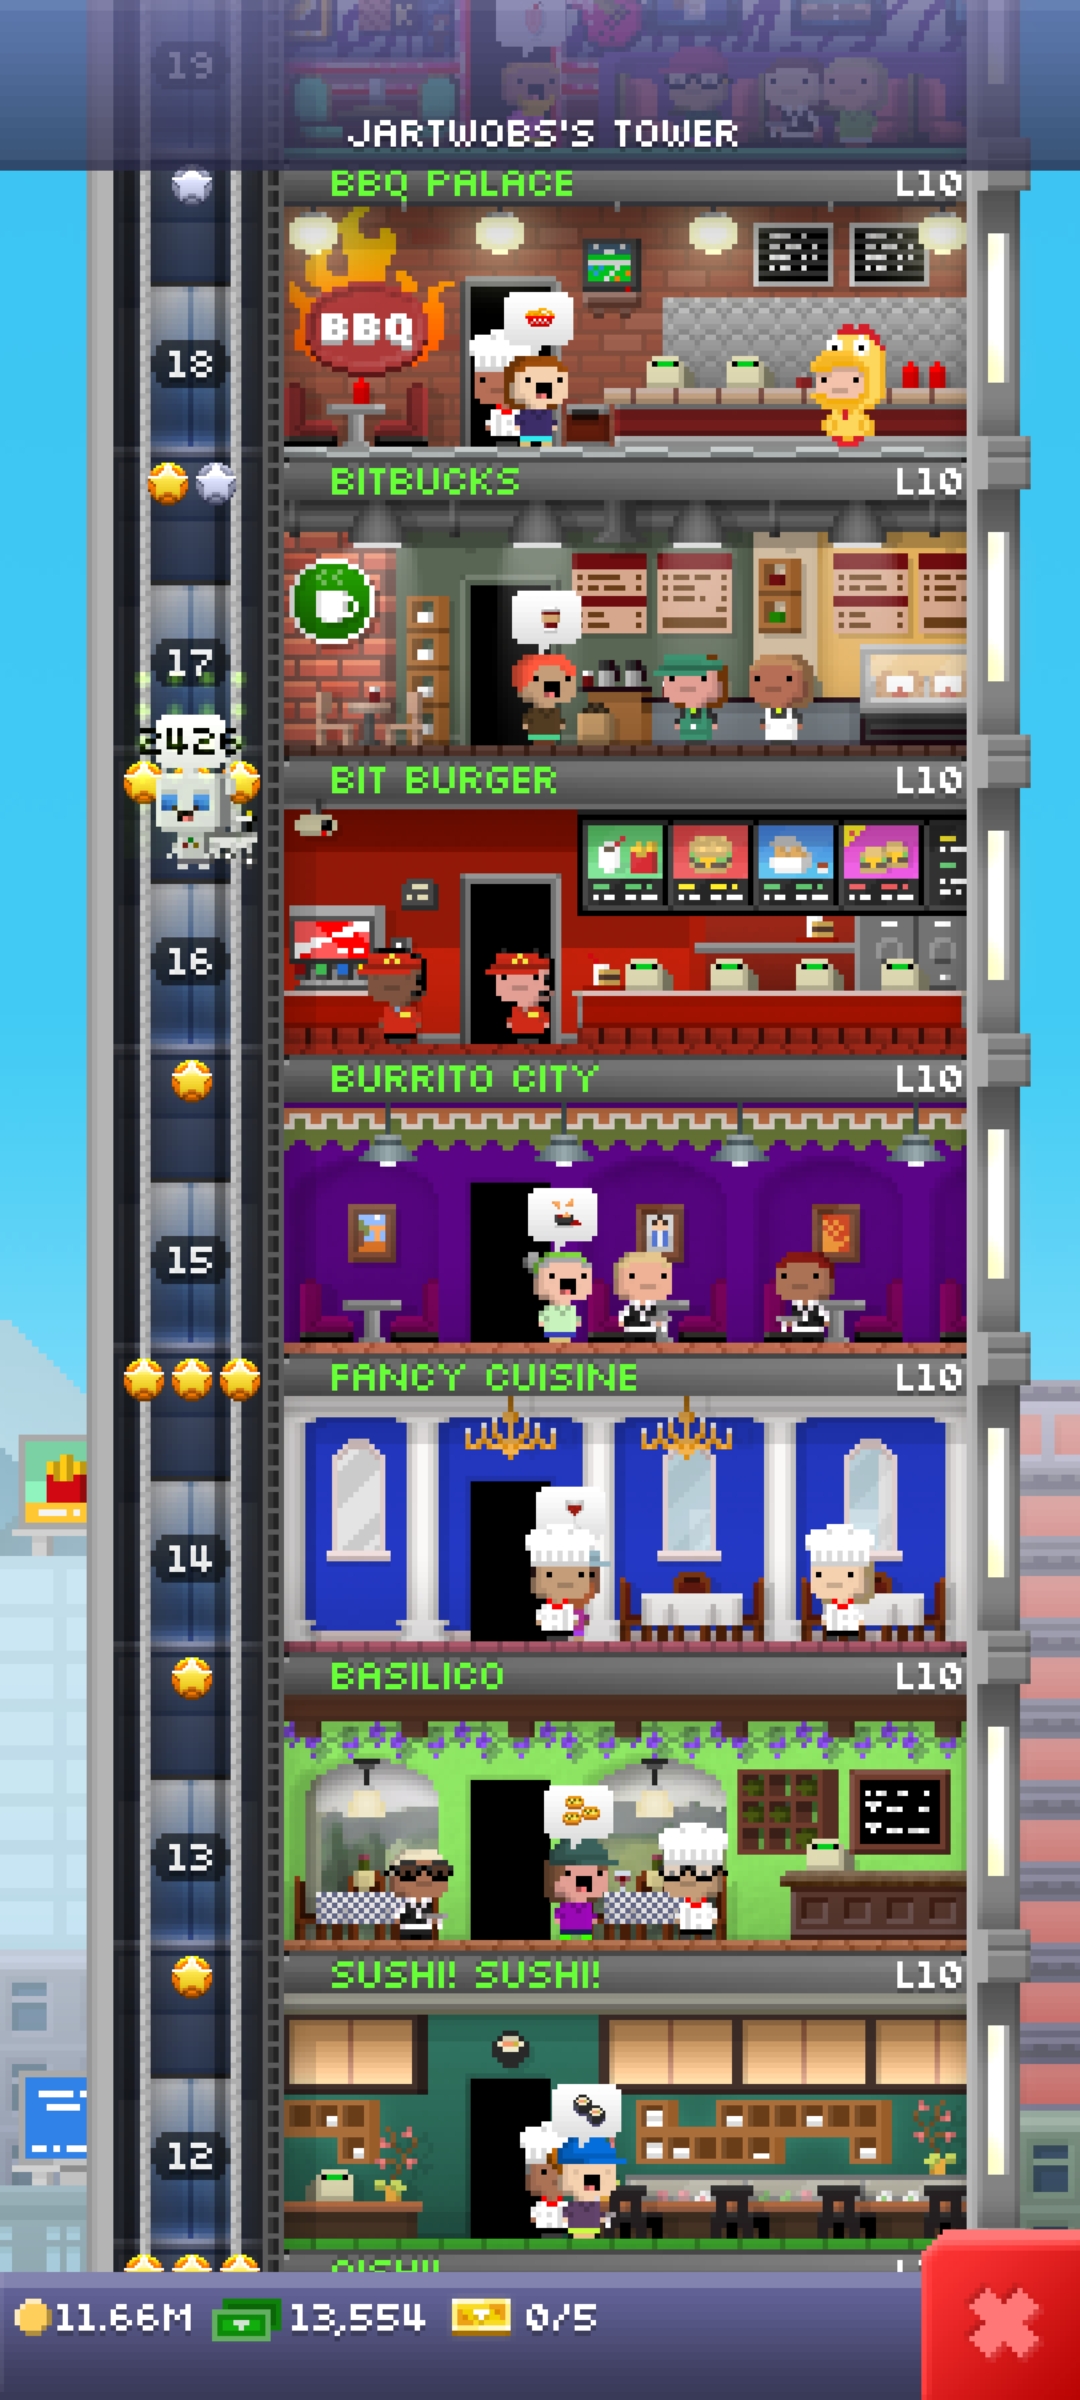 19
JARTWOBS'S TOWER
BBQ PALACE L10
BBQ
18
BITBUCKS L10
17
2426
BIT BURGER L10
16
BURRITO CITY L10
15
FANCY CUISINE L10
14
BASILICO L10
13
SUSHI! SUSHI! L10
12
11.66M 13,554 0/5